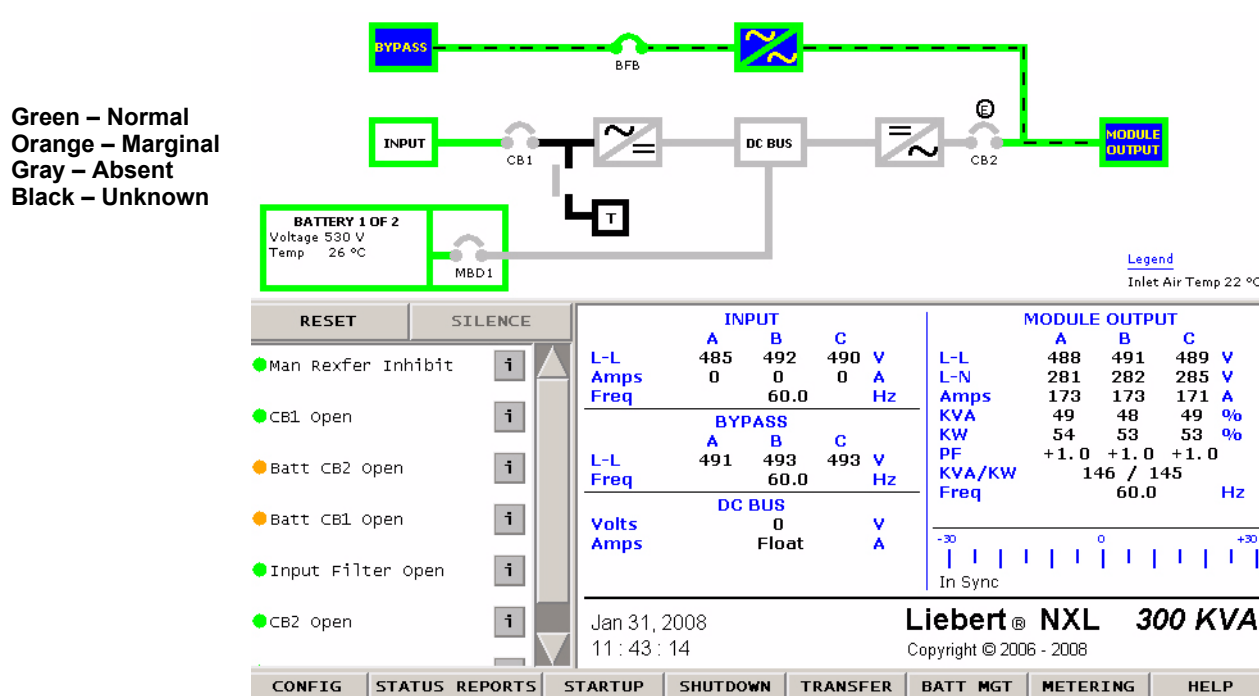 Green – Normal
Orange – Marginal
Gray – Absent
Black – Unknown
BYPASS
BFB
INPUT
CB1
DC BUS
E
CB2
MODULE
OUTPUT
T
BATTERY 1 OF 2
Voltage 530 V
Temp 26 ºC
MBD1
Legend
Inlet Air Temp 22 ºC
RESET
SILENCE
Man Rexfer Inhibit i
CB1 Open i
Batt CB2 Open i
Batt CB1 Open i
Input Filter Open i
CB2 Open i
INPUT
A B C
L-L 485 492 490 V
Amps 0 0 0 A
Freq 60.0 Hz
BYPASS
A B C
L-L 491 493 493 V
Freq 60.0 Hz
DC BUS
Volts 0 V
Amps Float A
MODULE OUTPUT
A B C
L-L 488 491 489 V
L-N 281 282 285 V
Amps 173 173 171 A
KVA 49 48 49 %
KW 54 53 53 %
PF +1.0 +1.0 +1.0
KVA/KW 146 / 145
Freq 60.0 Hz
-30 0 +30
In Sync
Jan 31, 2008
11 : 43 : 14
Liebert ® NXL 300 KVA
Copyright © 2006 - 2008
CONFIG STATUS REPORTS STARTUP SHUTDOWN TRANSFER BATT MGT METERING HELP